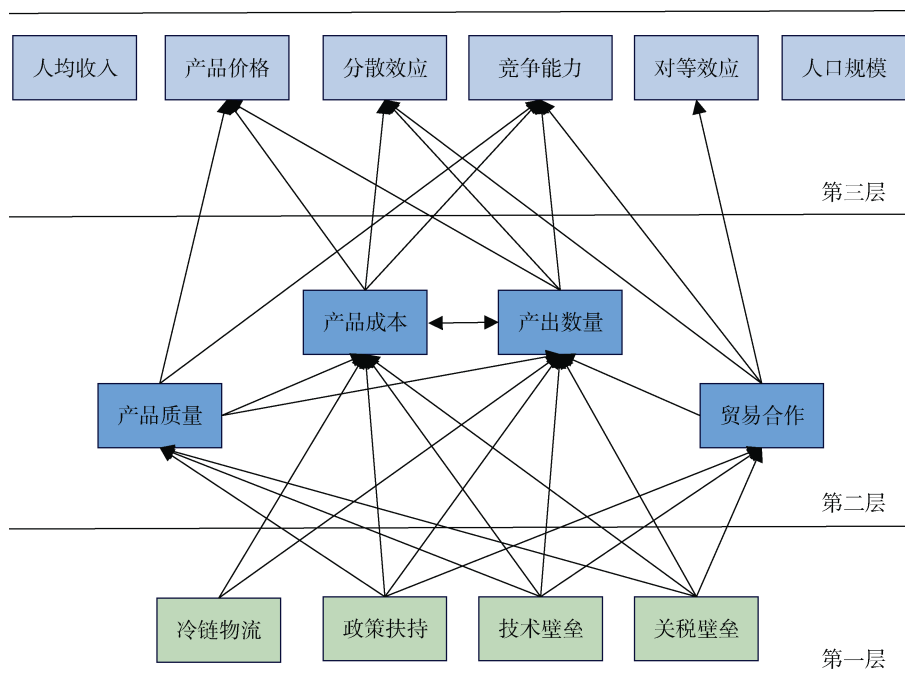 人均收入
产品价格
分散效应
竞争能力
对等效应
人口规模
第三层
产品成本
产出数量
产品质量
贸易合作
第二层
冷链物流
政策扶持
技术壁垒
关税壁垒
第一层